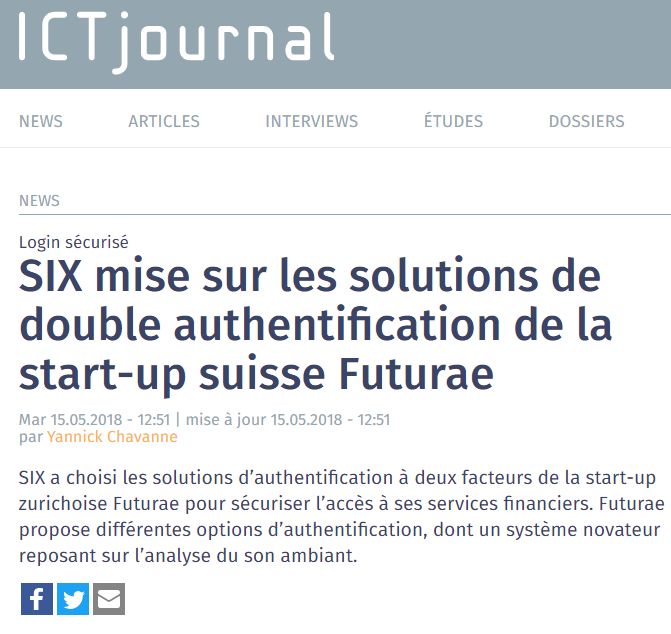 ICTjournal
NEWS ARTICLES INTERVIEWS ÉTUDES DOSSIERS
NEWS
Login sécurisé
SIX mise sur les solutions de
double authentification de la
start-up suisse Futurae
Mar 15.05.2018 - 12:51 | mise à jour 15.05.2018 - 12:51
par Yannick Chavanne
SIX a choisi les solutions d’authentification à deux facteurs de la start-up
zurichoise Futurae pour sécuriser l’accès à ses services financiers. Futurae
propose différentes options d’authentification, dont un système novateur
reposant sur l’analyse du son ambiant.